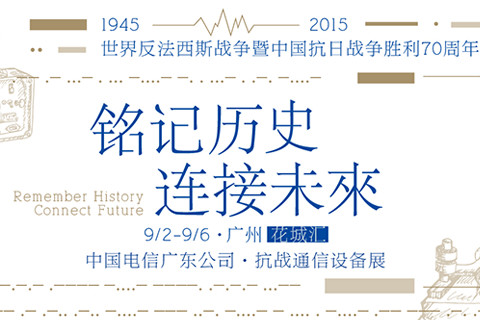 1945 2015
世界反法西斯战争暨中国抗日战争胜利70周年
铭记历史
连接未來
Remember History
Connect Future
9/2-9/6·广州 花城汇
中国电信广东公司·抗战通信设备展